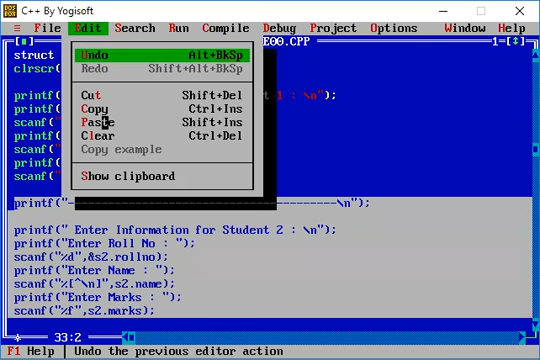 C++ By Yogisoft
≡ File Edit Search Run Compile Debug Project Options Window Help
E00.CPP 1
struct
Undo Alt+BkSp
clrscr(
Redo Shift+Alt+BkSp
printf( t 1 : \n");
Cut Shift+Del
printf(
Copy Ctrl+Ins
scanf("
Paste Shift+Ins
printf(
Clear Ctrl+Del
scanf("
Copy example
printf(
scanf("
Show clipboard
printf("------------------------------------------\n");
printf(" Enter Information for Student 2 : \n");
printf("Enter Roll No : ");
scanf("%d",&s2.rollno);
printf("Enter Name : ");
scanf("%[^\n]",s2.name);
printf("Enter Marks : ");
scanf("%f",s2.marks);
33:2
F1 Help | Undo the previous editor action